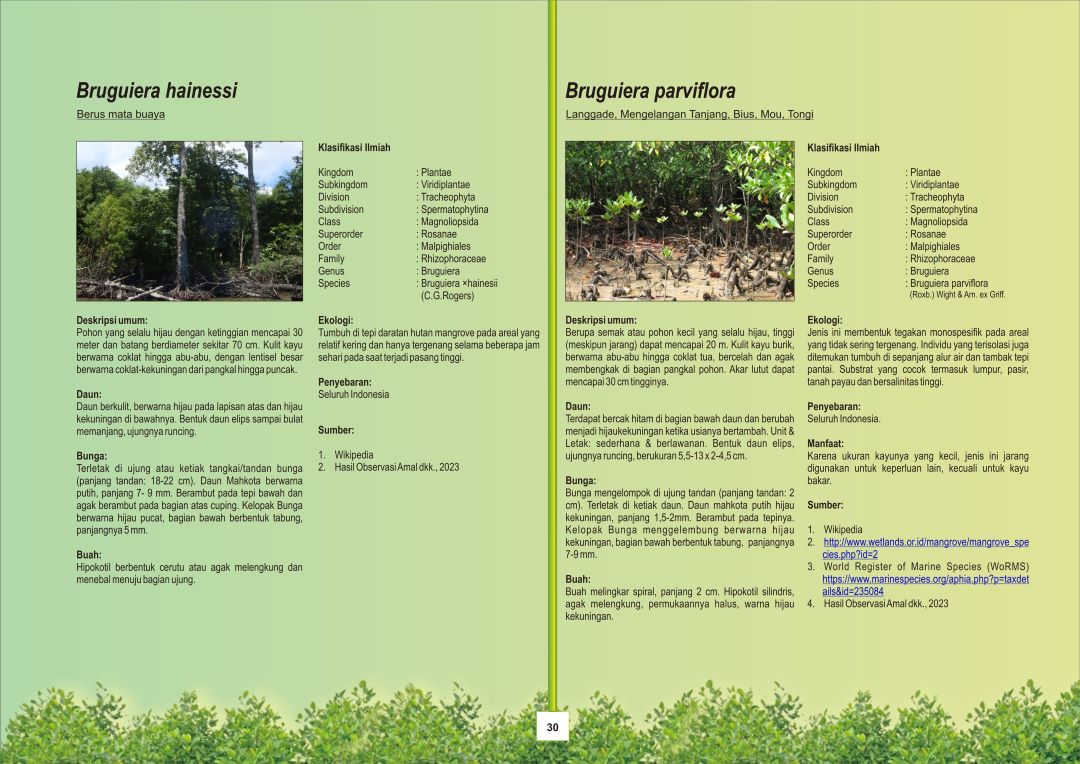 Bruguiera hainessi
Berus mata buaya
Klasifikasi Ilmiah
Kingdom : Plantae
Subkingdom : Viridiplantae
Division : Tracheophyta
Subdivision : Spermatophytina
Class : Magnoliopsida
Superorder : Rosanae
Order : Malpighiales
Family : Rhizophoraceae
Genus : Bruguiera
Species : Bruguiera ×hainesii
(C.G.Rogers)
Deskripsi umum:
Pohon yang selalu hijau dengan ketinggian mencapai 30
meter dan batang berdiameter sekitar 70 cm. Kulit kayu
berwarna coklat hingga abu-abu, dengan lentisel besar
berwarna coklat-kekuningan dari pangkal hingga puncak.
Daun:
Daun berkulit, berwarna hijau pada lapisan atas dan hijau
kekuningan di bawahnya. Bentuk daun elips sampai bulat
memanjang, ujungnya runcing.
Bunga:
Terletak di ujung atau ketiak tangkai/tandan bunga
(panjang tandan: 18-22 cm). Daun Mahkota berwarna
putih, panjang 7- 9 mm. Berambut pada tepi bawah dan
agak berambut pada bagian atas cuping. Kelopak Bunga
berwarna hijau pucat, bagian bawah berbentuk tabung,
panjangnya 5 mm.
Buah:
Hipokotil berbentuk cerutu atau agak melengkung dan
menebal menuju bagian ujung.
Ekologi:
Tumbuh di tepi daratan hutan mangrove pada areal yang
relatif kering dan hanya tergenang selama beberapa jam
sehari pada saat terjadi pasang tinggi.
Penyebaran:
Seluruh Indonesia
Sumber:
1. Wikipedia
2. Hasil Observasi Amal dkk., 2023
Bruguiera parviflora
Langgade, Mengelangan Tanjang, Bius, Mou, Tongi
Klasifikasi Ilmiah
Kingdom : Plantae
Subkingdom : Viridiplantae
Division : Tracheophyta
Subdivision : Spermatophytina
Class : Magnoliopsida
Superorder : Rosanae
Order : Malpighiales
Family : Rhizophoraceae
Genus : Bruguiera
Species : Bruguiera parviflora
(Roxb.) Wight & Arn. ex Griff.
Deskripsi umum:
Berupa semak atau pohon kecil yang selalu hijau, tinggi
(meskipun jarang) dapat mencapai 20 m. Kulit kayu burik,
berwarna abu-abu hingga coklat tua, bercelah dan agak
membengkak di bagian pangkal pohon. Akar lutut dapat
mencapai 30 cm tingginya.
Daun:
Terdapat bercak hitam di bagian bawah daun dan berubah
menjadi hijaukekuningan ketika usianya bertambah. Unit &
Letak: sederhana & berlawanan. Bentuk daun elips,
ujungnya runcing, berukuran 5,5-13 x 2-4,5 cm.
Bunga:
Bunga mengelompok di ujung tandan (panjang tandan: 2
cm). Terletak di ketiak daun. Daun mahkota putih hijau
kekuningan, panjang 1,5-2mm. Berambut pada tepinya.
Kelopak Bunga menggelembung berwarna hijau
kekuningan, bagian bawah berbentuk tabung, panjangnya
7-9 mm.
Buah:
Buah melingkar spiral, panjang 2 cm. Hipokotil silindris,
agak melengkung, permukaannya halus, warna hijau
kekuningan.
Ekologi:
Jenis ini membentuk tegakan monospesifik pada areal
yang tidak sering tergenang. Individu yang terisolasi juga
ditemukan tumbuh di sepanjang alur air dan tambak tepi
pantai. Substrat yang cocok termasuk lumpur, pasir,
tanah payau dan bersalinitas tinggi.
Penyebaran:
Seluruh Indonesia.
Manfaat:
Karena ukuran kayunya yang kecil, jenis ini jarang
digunakan untuk keperluan lain, kecuali untuk kayu
bakar.
Sumber:
1. Wikipedia
2. http://www.wetlands.or.id/mangrove/mangrove_spe
cies.php?id=2
3. World Register of Marine Species (WoRMS)
https://www.marinespecies.org/aphia.php?p=taxdet
ails&id=235084
4. Hasil Observasi Amal dkk., 2023
30